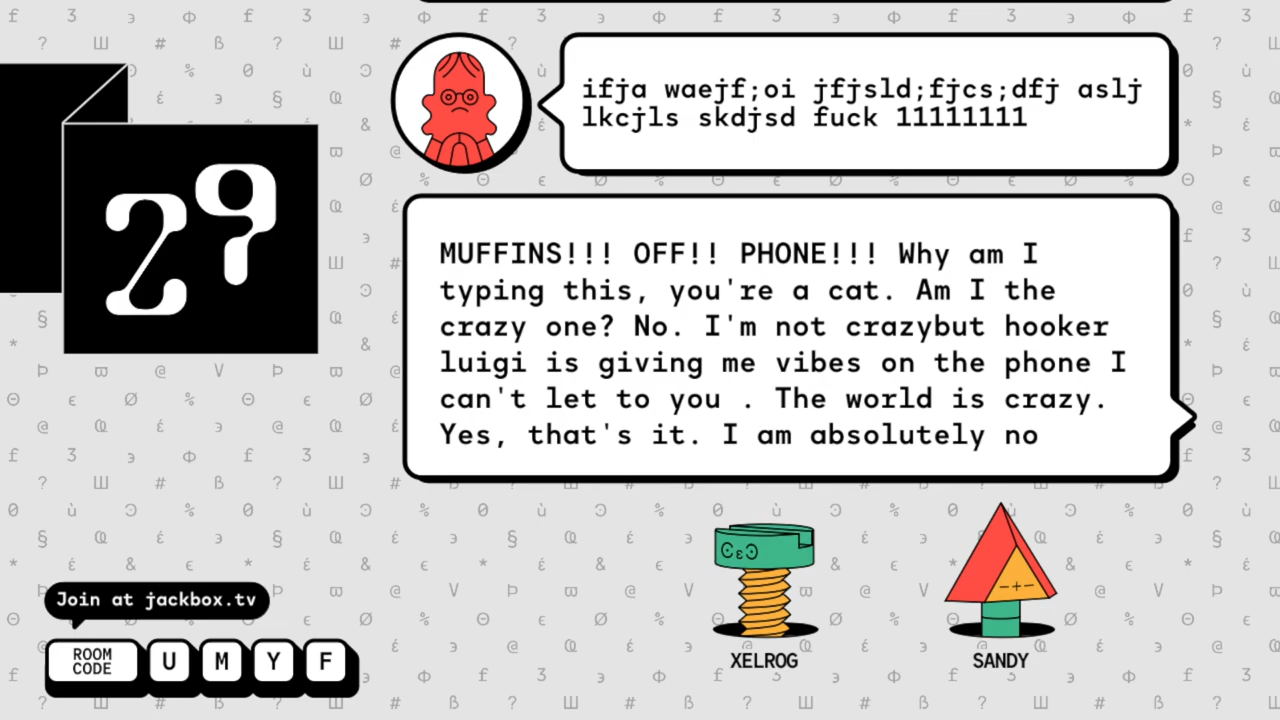 ifja waejf;oi jfjsld;fjcs;dfj aslj
lkcjls skdjsd fuck 11111111
29
MUFFINS!!! OFF!! PHONE!!! Why am I
typing this, you're a cat. Am I the
crazy one? No. I'm not crazybut hooker
luigi is giving me vibes on the phone I
can't let to you . The world is crazy.
Yes, that's it. I am absolutely no
Join at jackbox.tv
ROOM
CODE
U M Y F
XELROG
SANDY